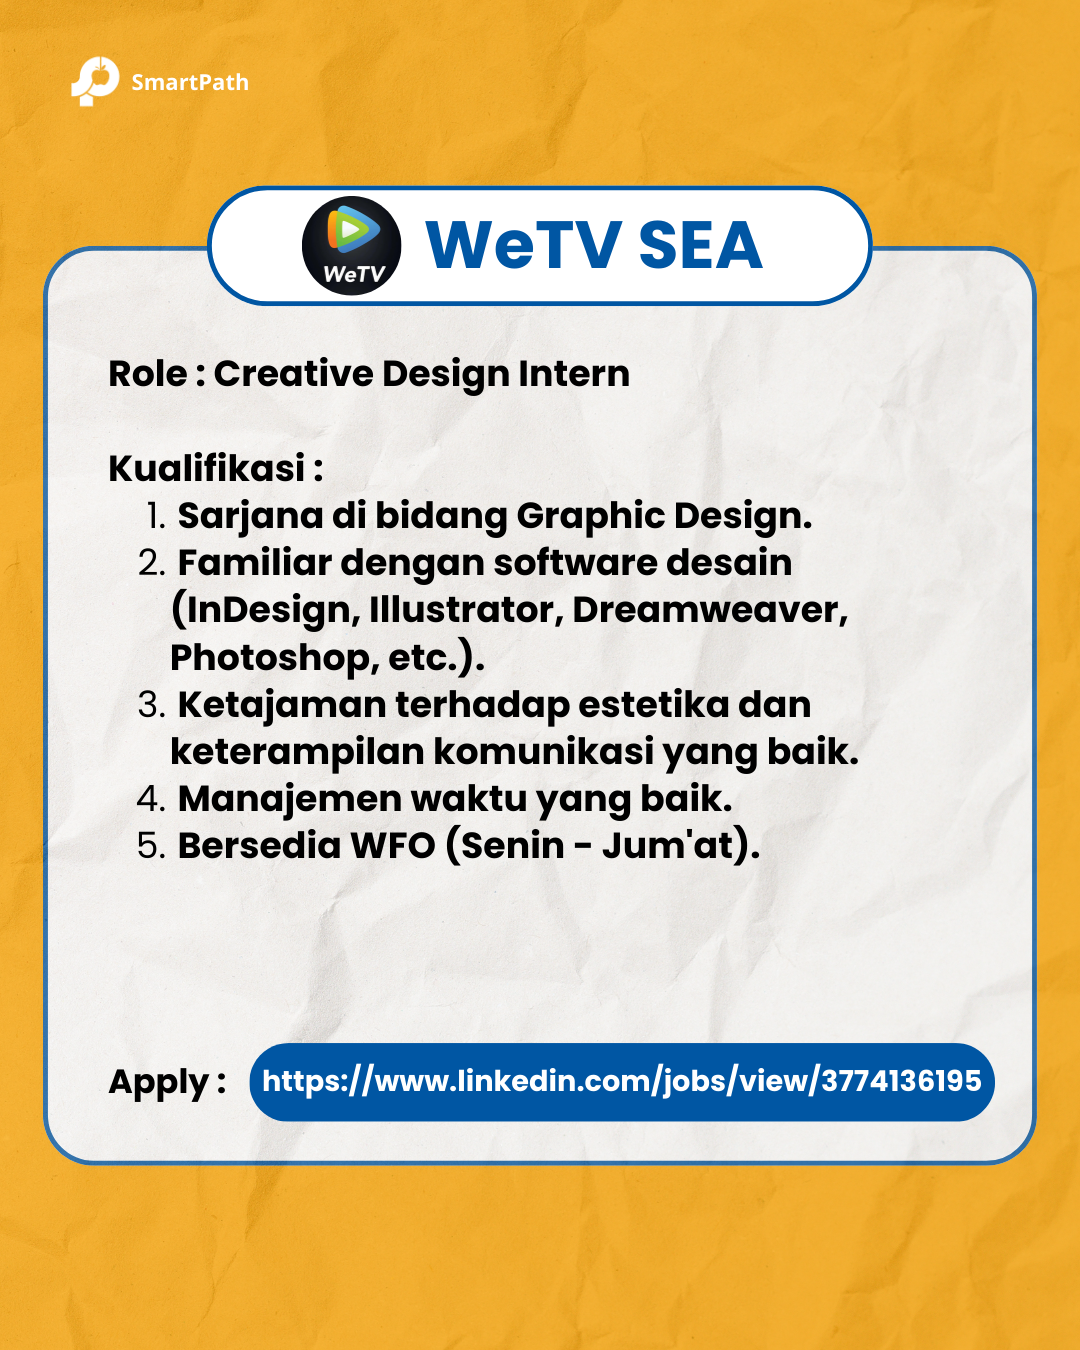 SmartPath
WeTV
WeTV SEA
Role : Creative Design Intern
Kualifikasi :
1. Sarjana di bidang Graphic Design.
2. Familiar dengan software desain
(InDesign, Illustrator, Dreamweaver,
Photoshop, etc.).
3. Ketajaman terhadap estetika dan
keterampilan komunikasi yang baik.
4. Manajemen waktu yang baik.
5. Bersedia WFO (Senin - Jum'at).
Apply : https://www.linkedin.com/jobs/view/3774136195